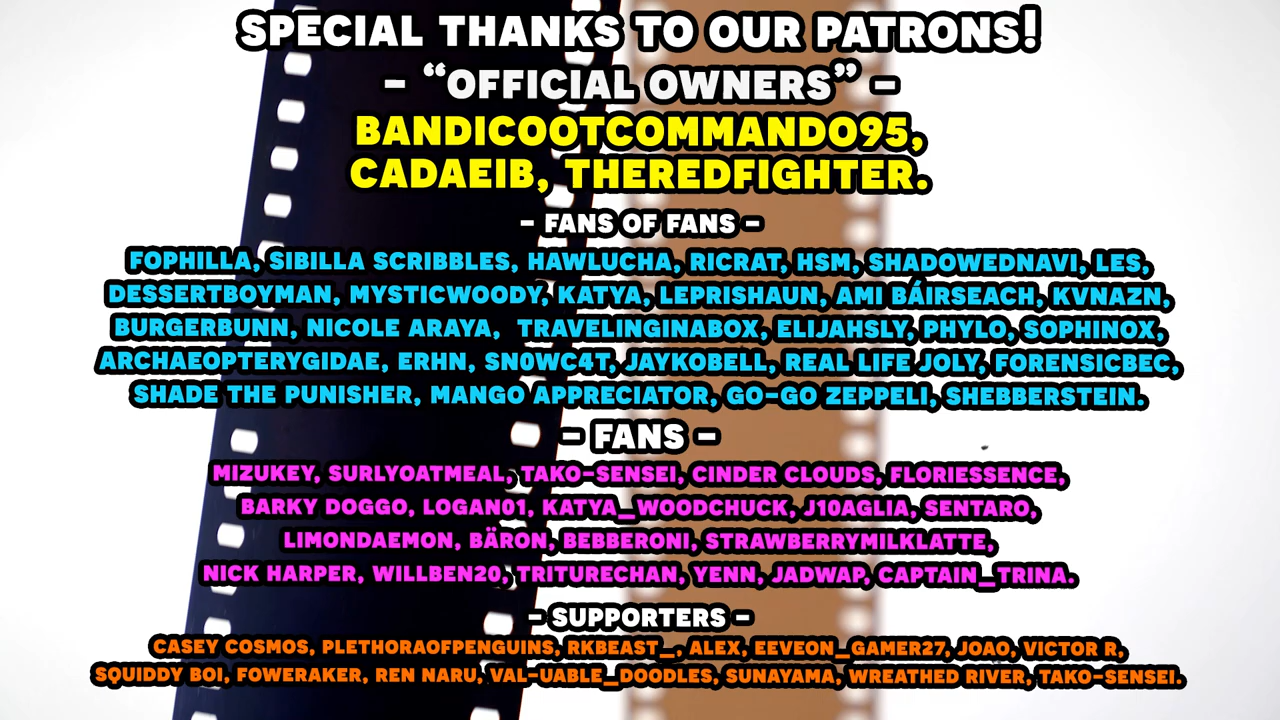 SPECIAL THANKS TO OUR PATRONS!
- “OFFICIAL OWNERS” -
BANDICOOTCOMMANDO95,
CADAEIB, THEREDFIGHTER.
- FANS OF FANS -
FOPHILLA, SIBILLA SCRIBBLES, HAWLUCHA, RICRAT, HSM, SHADOWEDNAVI, LES,
DESSERTBOYMAN, MYSTICWOODY, KATYA, LEPRISHAUN, AMI BÁIRSEACH, KVNAZN,
BURGERBUNN, NICOLE ARAYA, TRAVELINGINABOX, ELIJAHSLY, PHYLO, SOPHINOX,
ARCHAEOPTERYGIDAE, ERHN, SN0WC4T, JAYKOBELL, REAL LIFE JOLY, FORENSICBEC,
SHADE THE PUNISHER, MANGO APPRECIATOR, GO-GO ZEPPELI, SHEBBERSTEIN.
- FANS -
MIZUKEY, SURLYOATMEAL, TAKO-SENSEI, CINDER CLOUDS, FLORIESSENCE,
BARKY DOGGO, LOGAN01, KATYA_WOODCHUCK, J10AGLIA, SENTARO,
LIMONDAEMON, BÄRON, BEBBERONI, STRAWBERRYMILKLATTE,
NICK HARPER, WILLBEN20, TRITURECHAN, YENN, JADWAP, CAPTAIN_TRINA.
- SUPPORTERS -
CASEY COSMOS, PLETHORAOFPENGUINS, RKBEAST_, ALEX, EEVEON_GAMER27, JOAO, VICTOR R,
SQUIDDY BOI, FOWERAKER, REN NARU, VAL-UABLE_DOODLES, SUNAYAMA, WREATHED RIVER, TAKO-SENSEI.